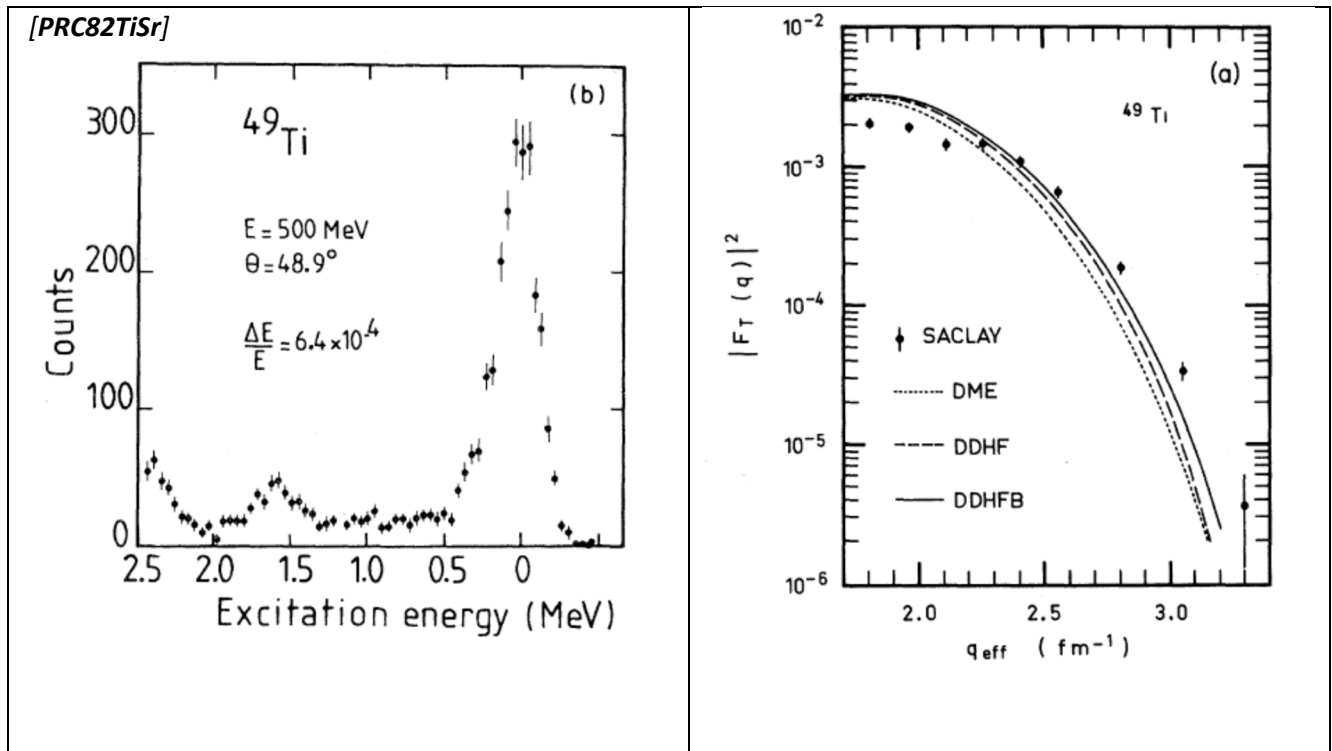 [PRC82TiSr]
(b)
⁴⁹Ti
E = 500 MeV
θ = 48.9°
ΔE/E = 6.4 x 10⁻⁴
Counts
300
200
100
0
2.5 2.0 1.5 1.0 0.5 0
Excitation energy (MeV)
(a)
⁴⁹Ti
|F_T (q)|²
10⁻²
10⁻³
10⁻⁴
10⁻⁵
10⁻⁶
SACLAY
DME
DDHF
DDHFB
2.0 2.5 3.0
q_eff ( fm⁻¹ )